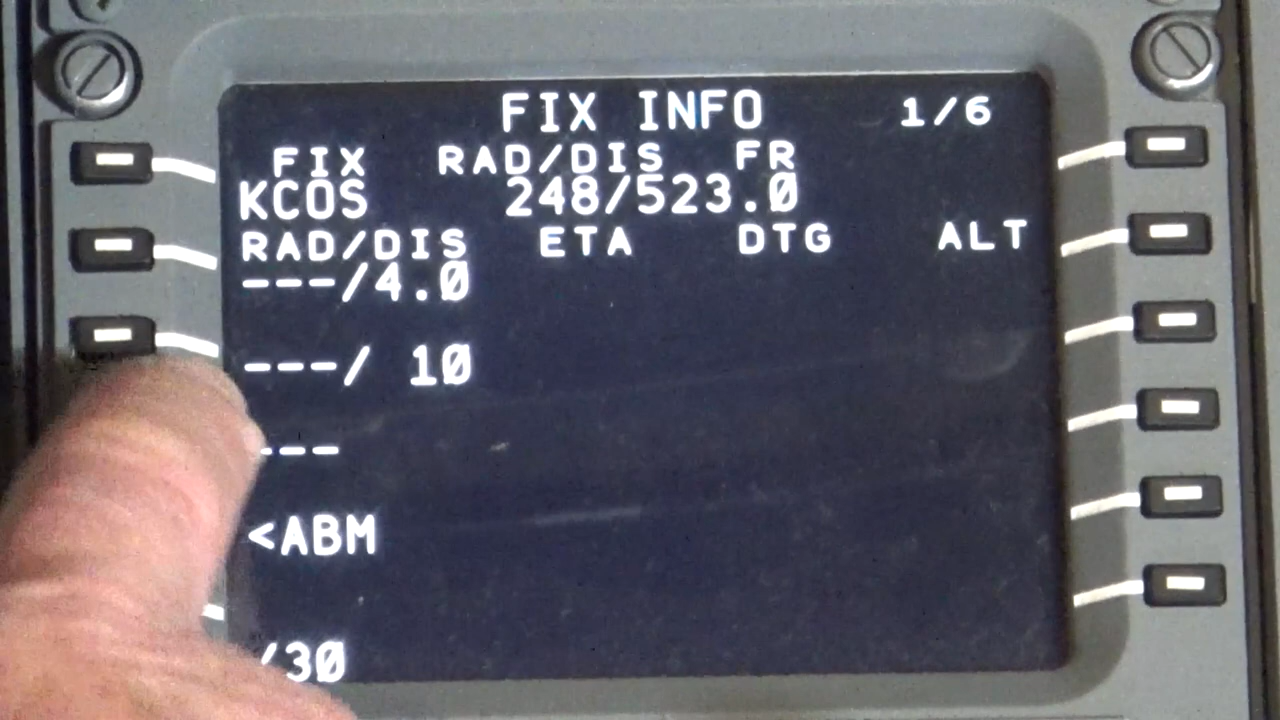 FIX INFO 1/6
FIX RAD/DIS FR
KCOS 248/523.0
RAD/DIS ETA DTG ALT
---/4.0
---/ 10
---
<ABM
/30